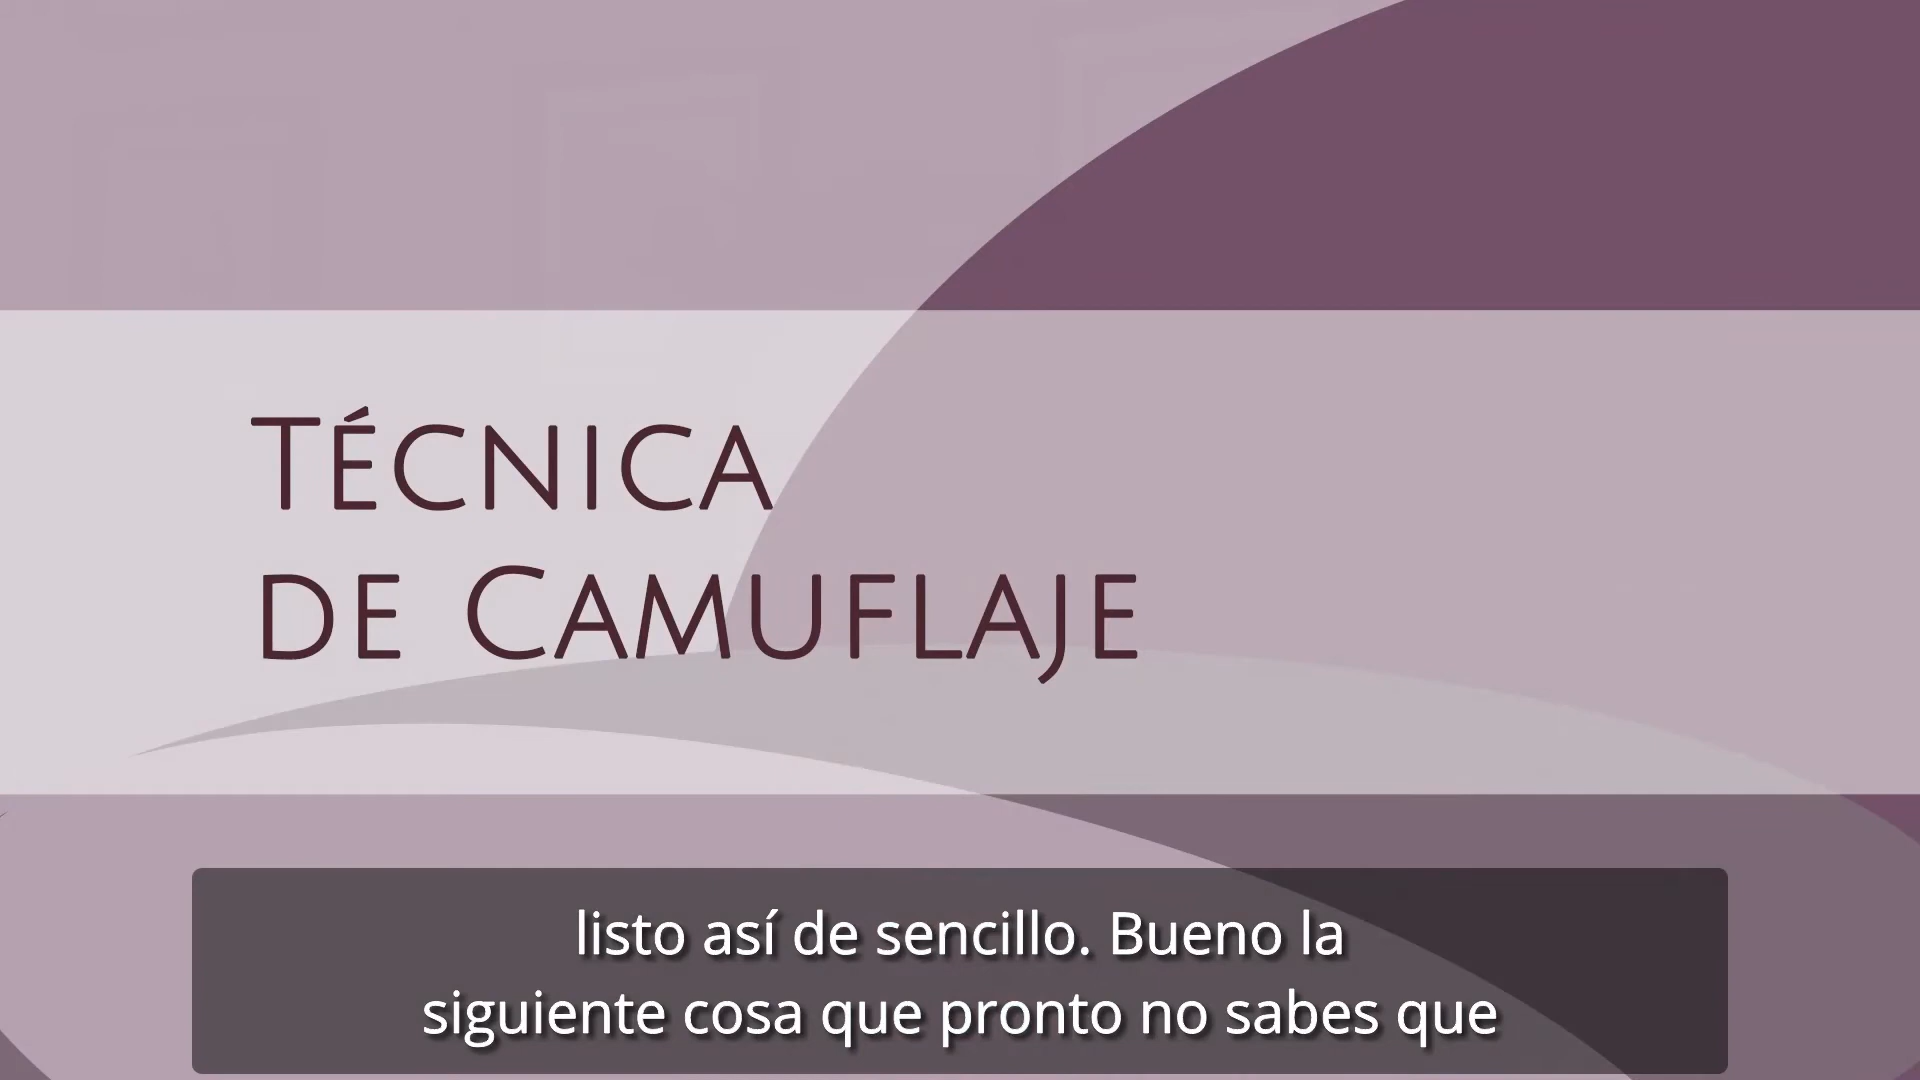 Técnica
de Camuflaje
listo así de sencillo. Bueno la
siguiente cosa que pronto no sabes que